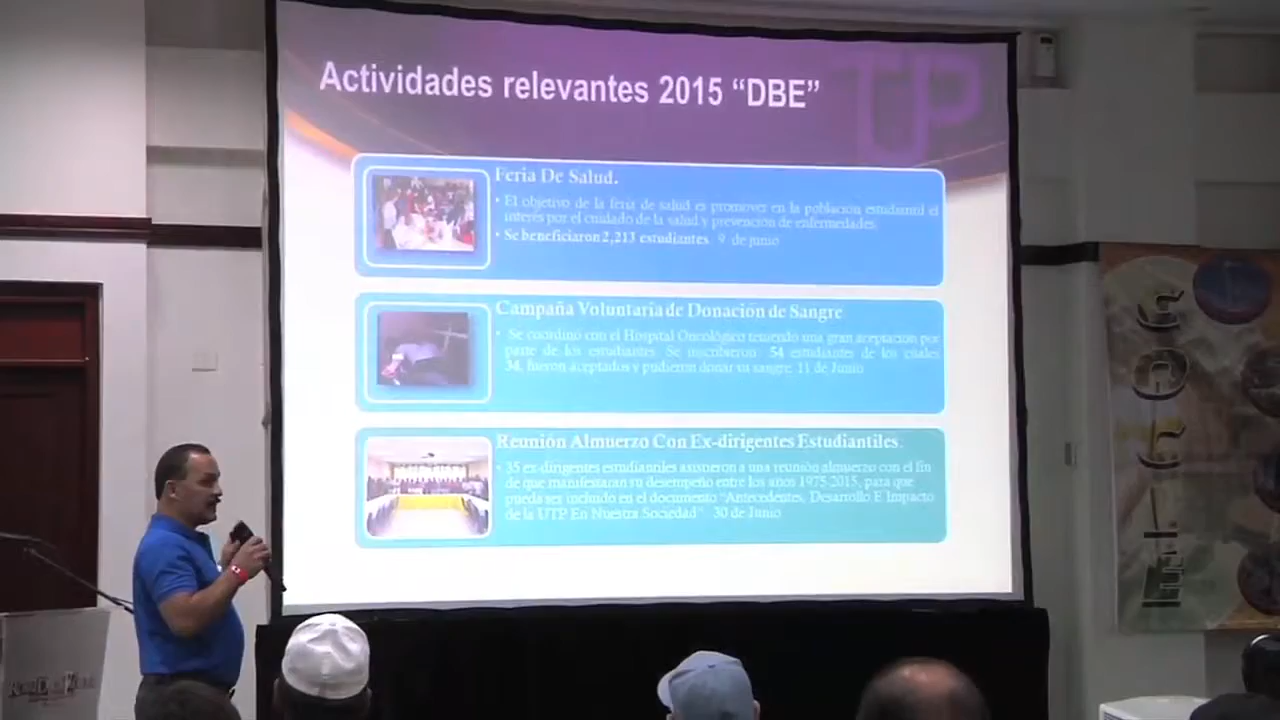 Actividades relevantes 2015 “DBE”
UTP
Feria De Salud.
• El objetivo de la feria de salud es promover en la población estudiantil el
interés por el cuidado de la salud y prevención de enfermedades.
• Se beneficiaron 2,213 estudiantes. 9 de junio
Campaña Voluntaria de Donación de Sangre
• Se coordinó con el Hospital Oncológico teniendo una gran aceptación por
parte de los estudiantes. Se inscribieron 54 estudiantes de los cuales
34, fueron aceptados y pudieron donar su sangre. 11 de Junio
Reunión Almuerzo Con Ex-dirigentes Estudiantiles.
• 35 ex-dirigentes estudiantiles asistieron a una reunión almuerzo con el fin
de que manifestaran su desempeño entre los años 1975-2015, para que
pueda ser incluido en el documento “Antecedentes, Desarrollo E Impacto
de la UTP En Nuestra Sociedad” 30 de Junio